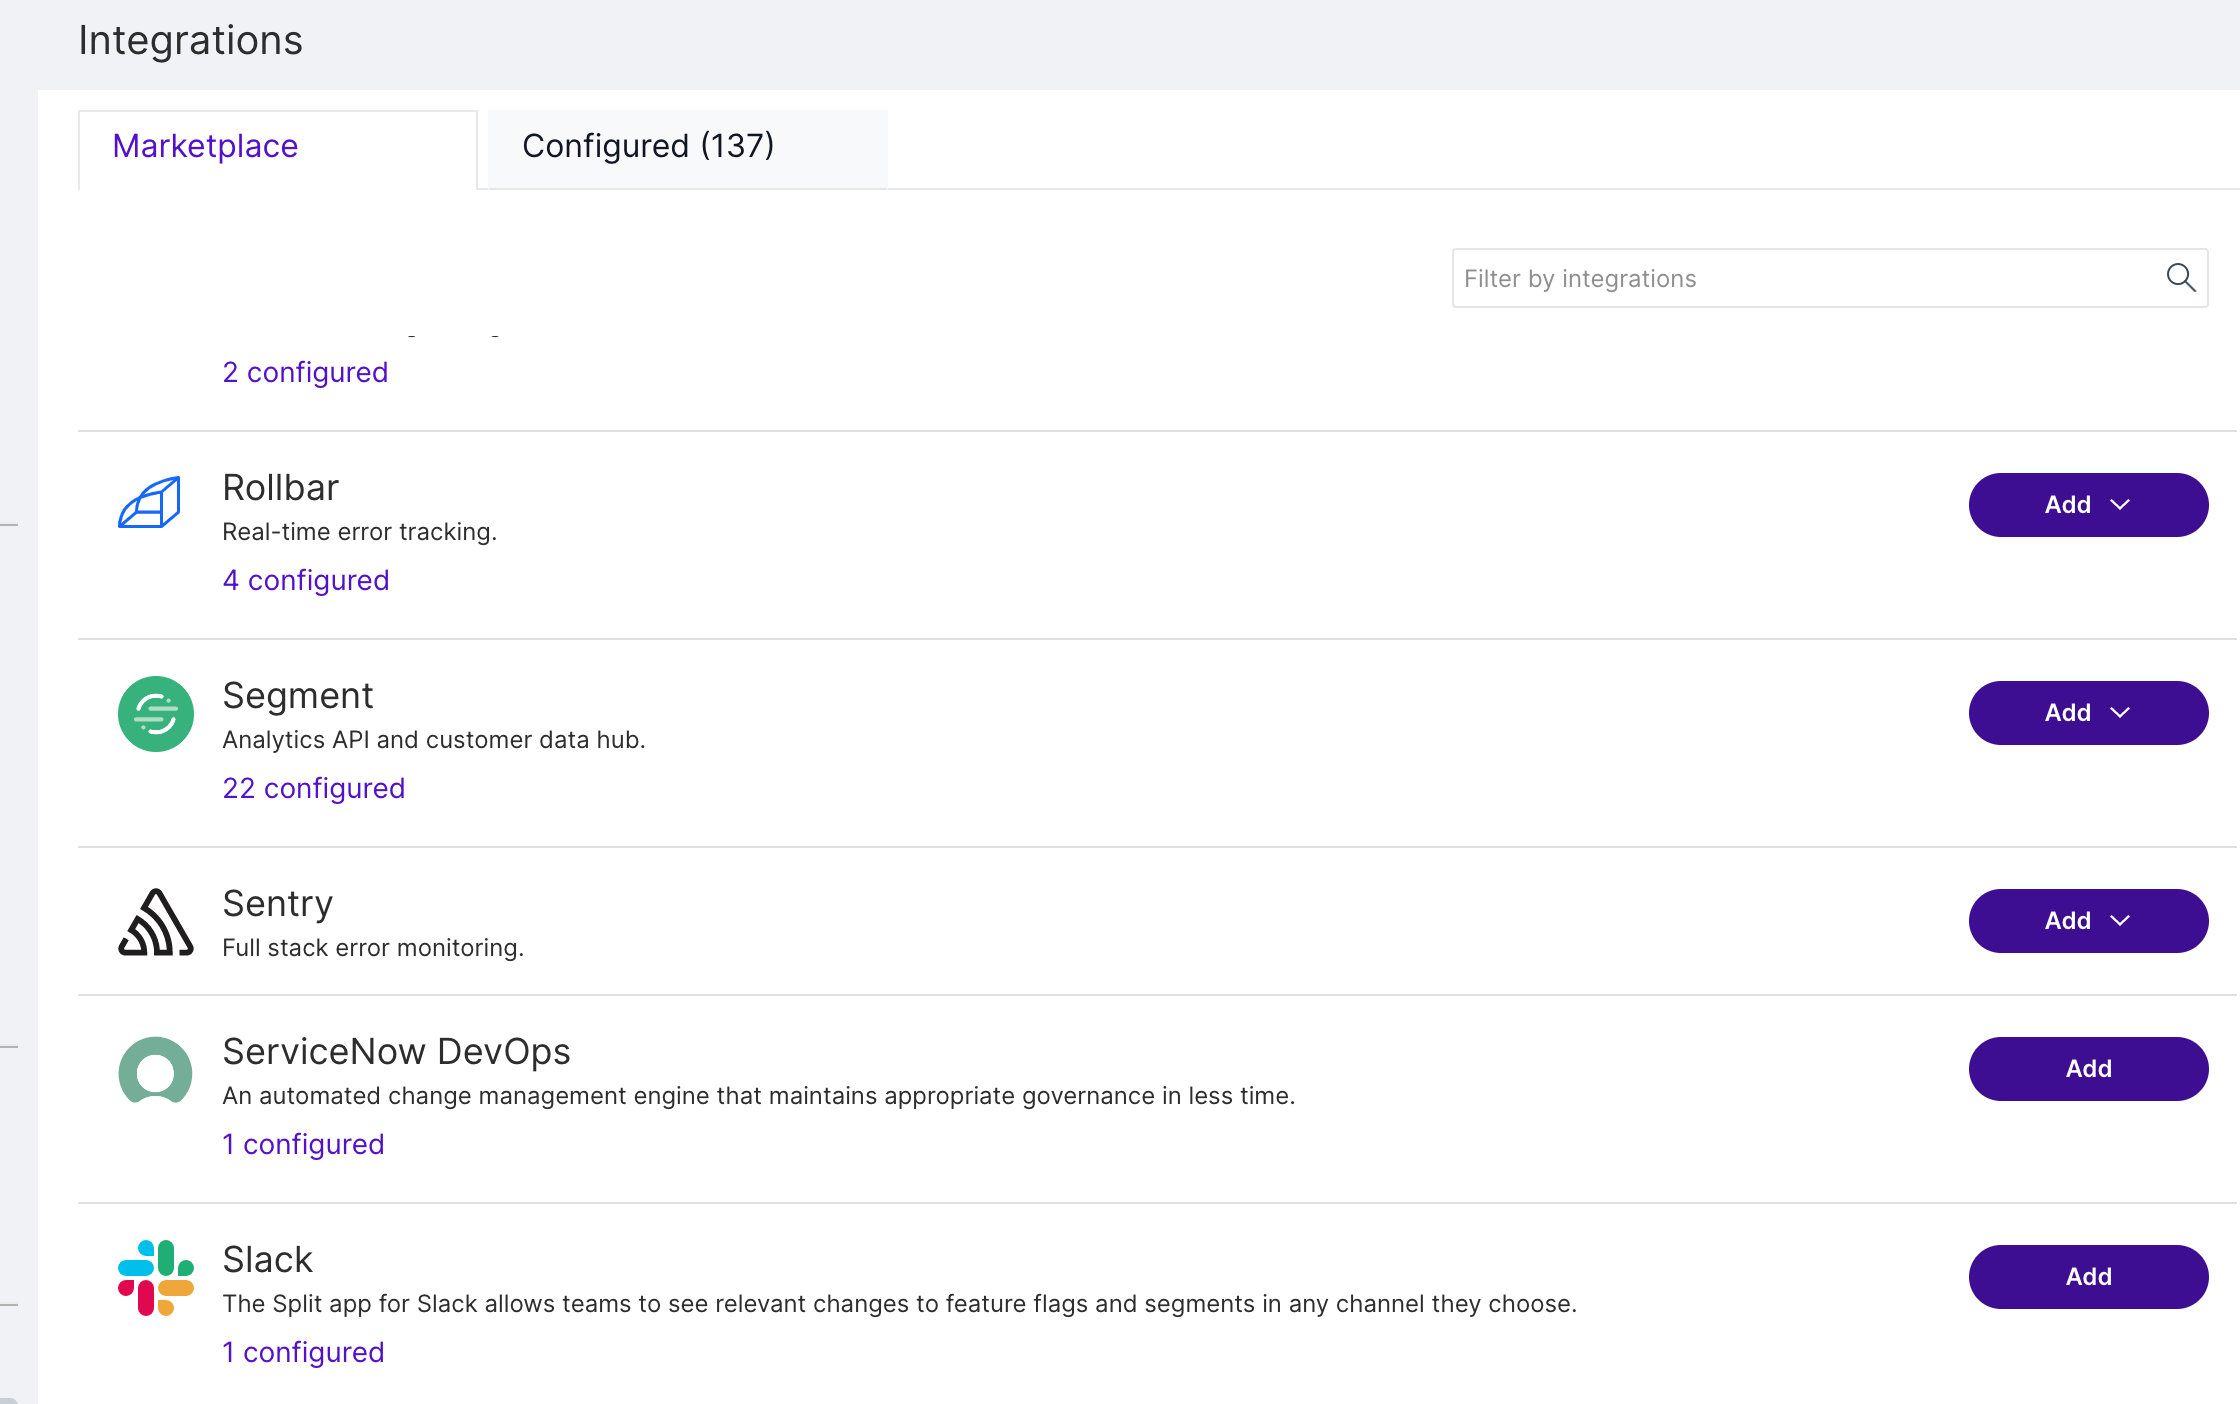 Integrations
Marketplace
Configured (137)
Filter by integrations
2 configured
Rollbar
Add
Real-time error tracking.
4 configured
Segment
Add
Analytics API and customer data hub.
22 configured
Sentry
Add
Full stack error monitoring.
ServiceNow DevOps
Add
An automated change management engine that maintains appropriate governance in less time.
1 configured
Slack
Add
The Split app for Slack allows teams to see relevant changes to feature flags and segments in any channel they choose.
1 configured